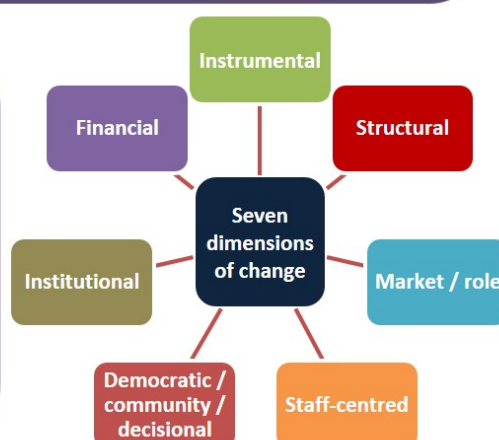 Instrumental
Financial
Structural
Seven
dimensions
of change
Institutional
Market / role
Democratic /
community /
decisional
Staff-centred